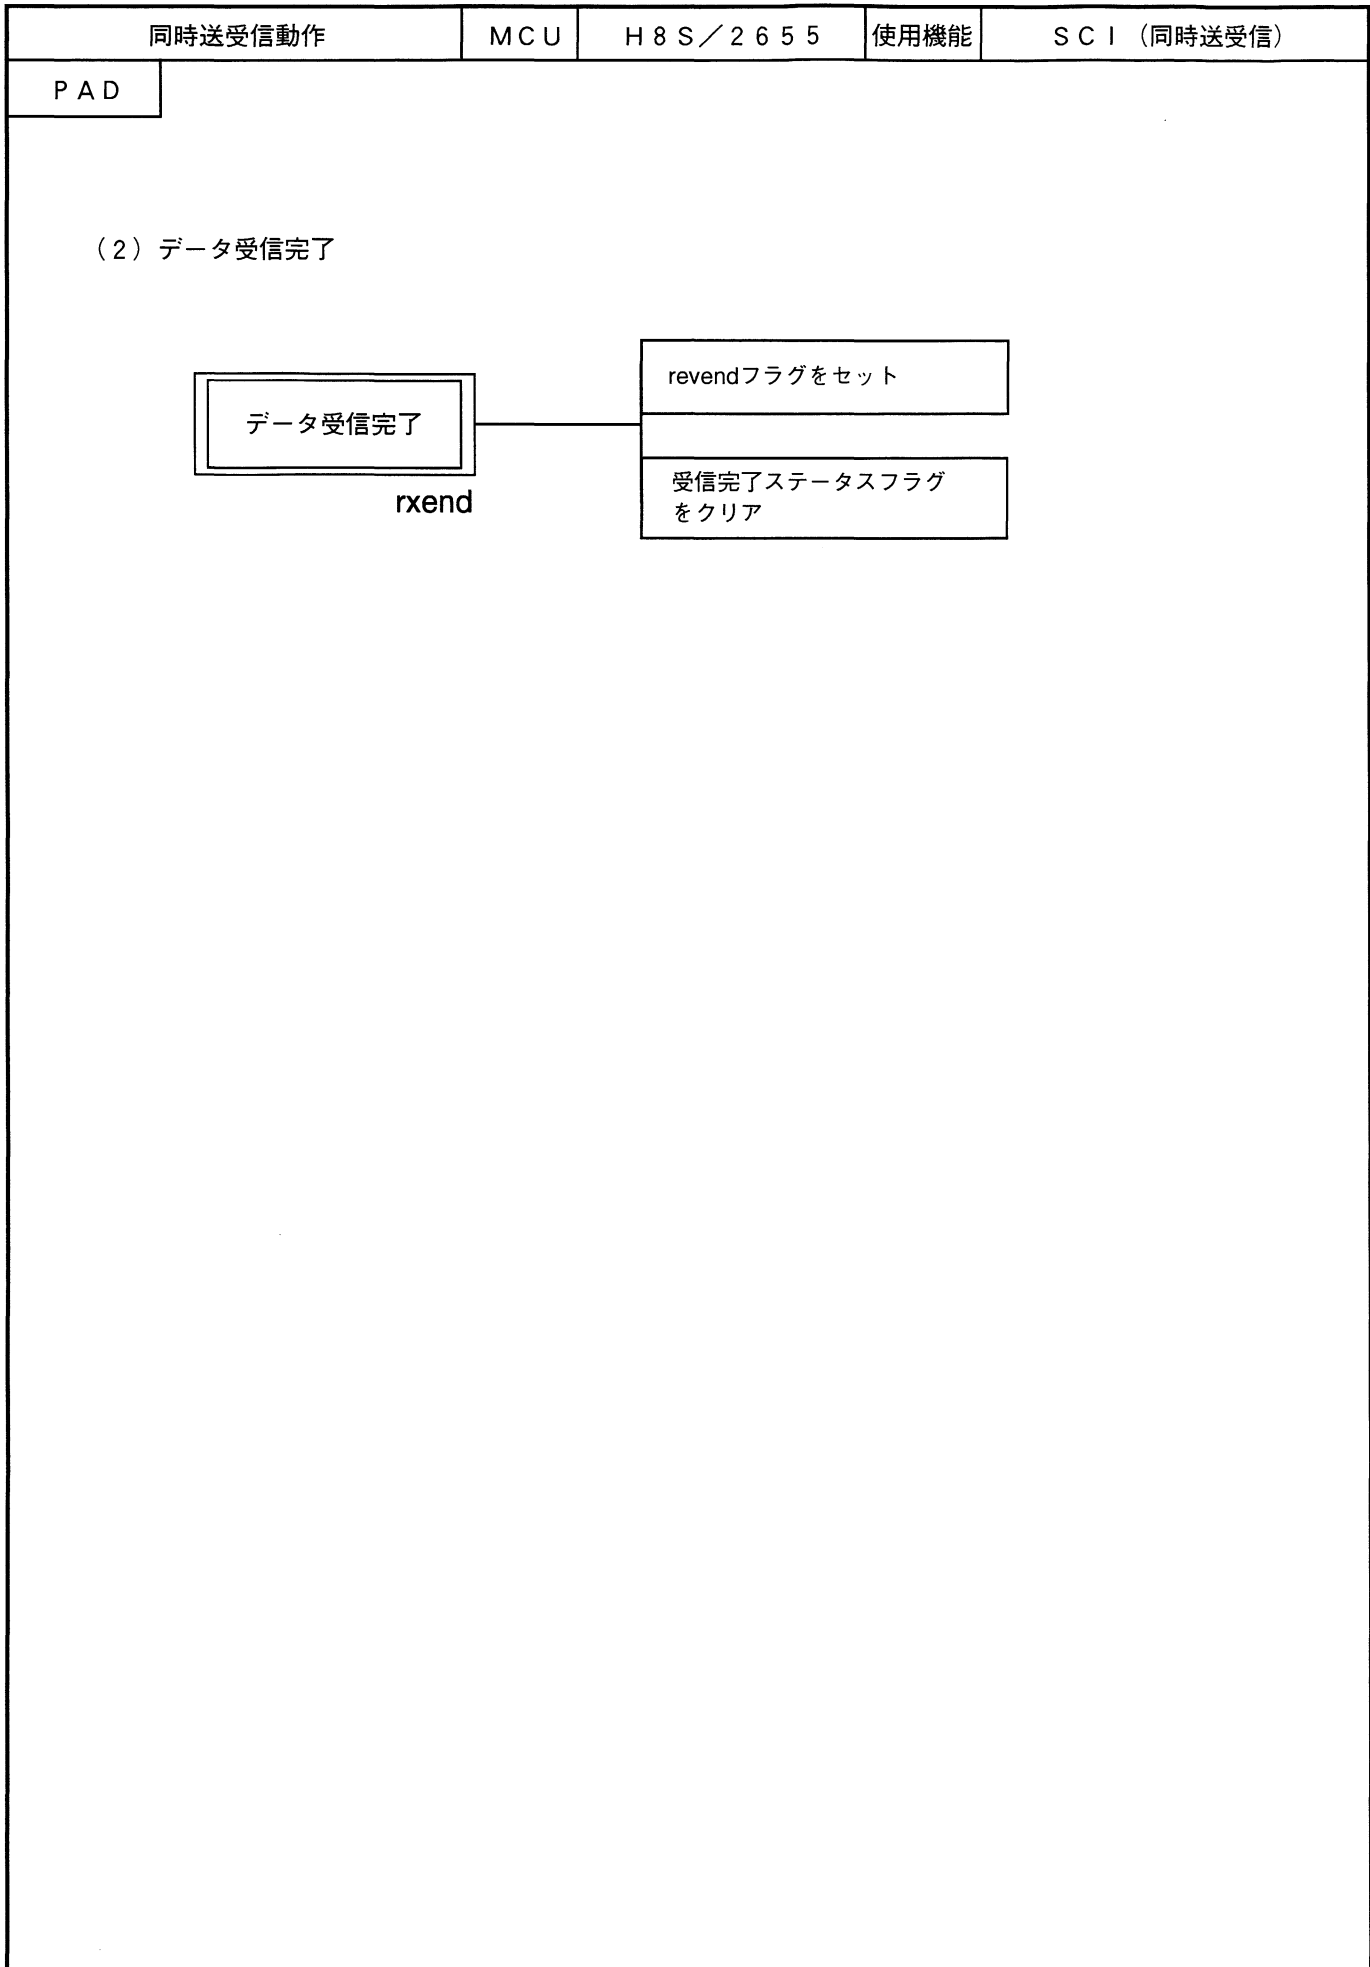 同時送受信動作 MCU H8S／2655 使用機能 SCI（同時送受信）
PAD
（2）データ受信完了
revendフラグをセット
データ受信完了
rxend
受信完了ステータスフラグ
をクリア